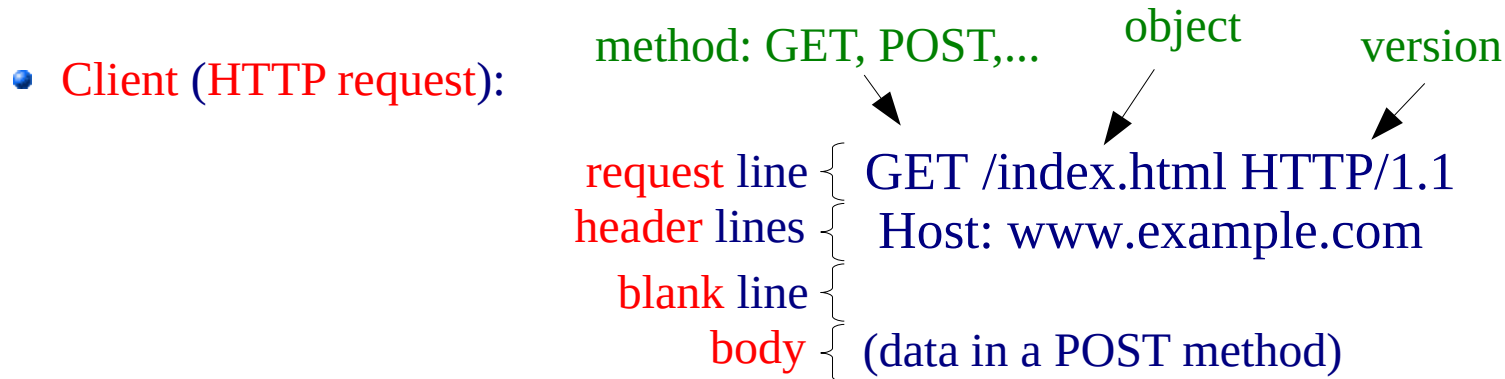 method: GET, POST,...
object
version
Client (HTTP request):
request line
GET /index.html HTTP/1.1
header lines
Host: www.example.com
blank line
body
(data in a POST method)